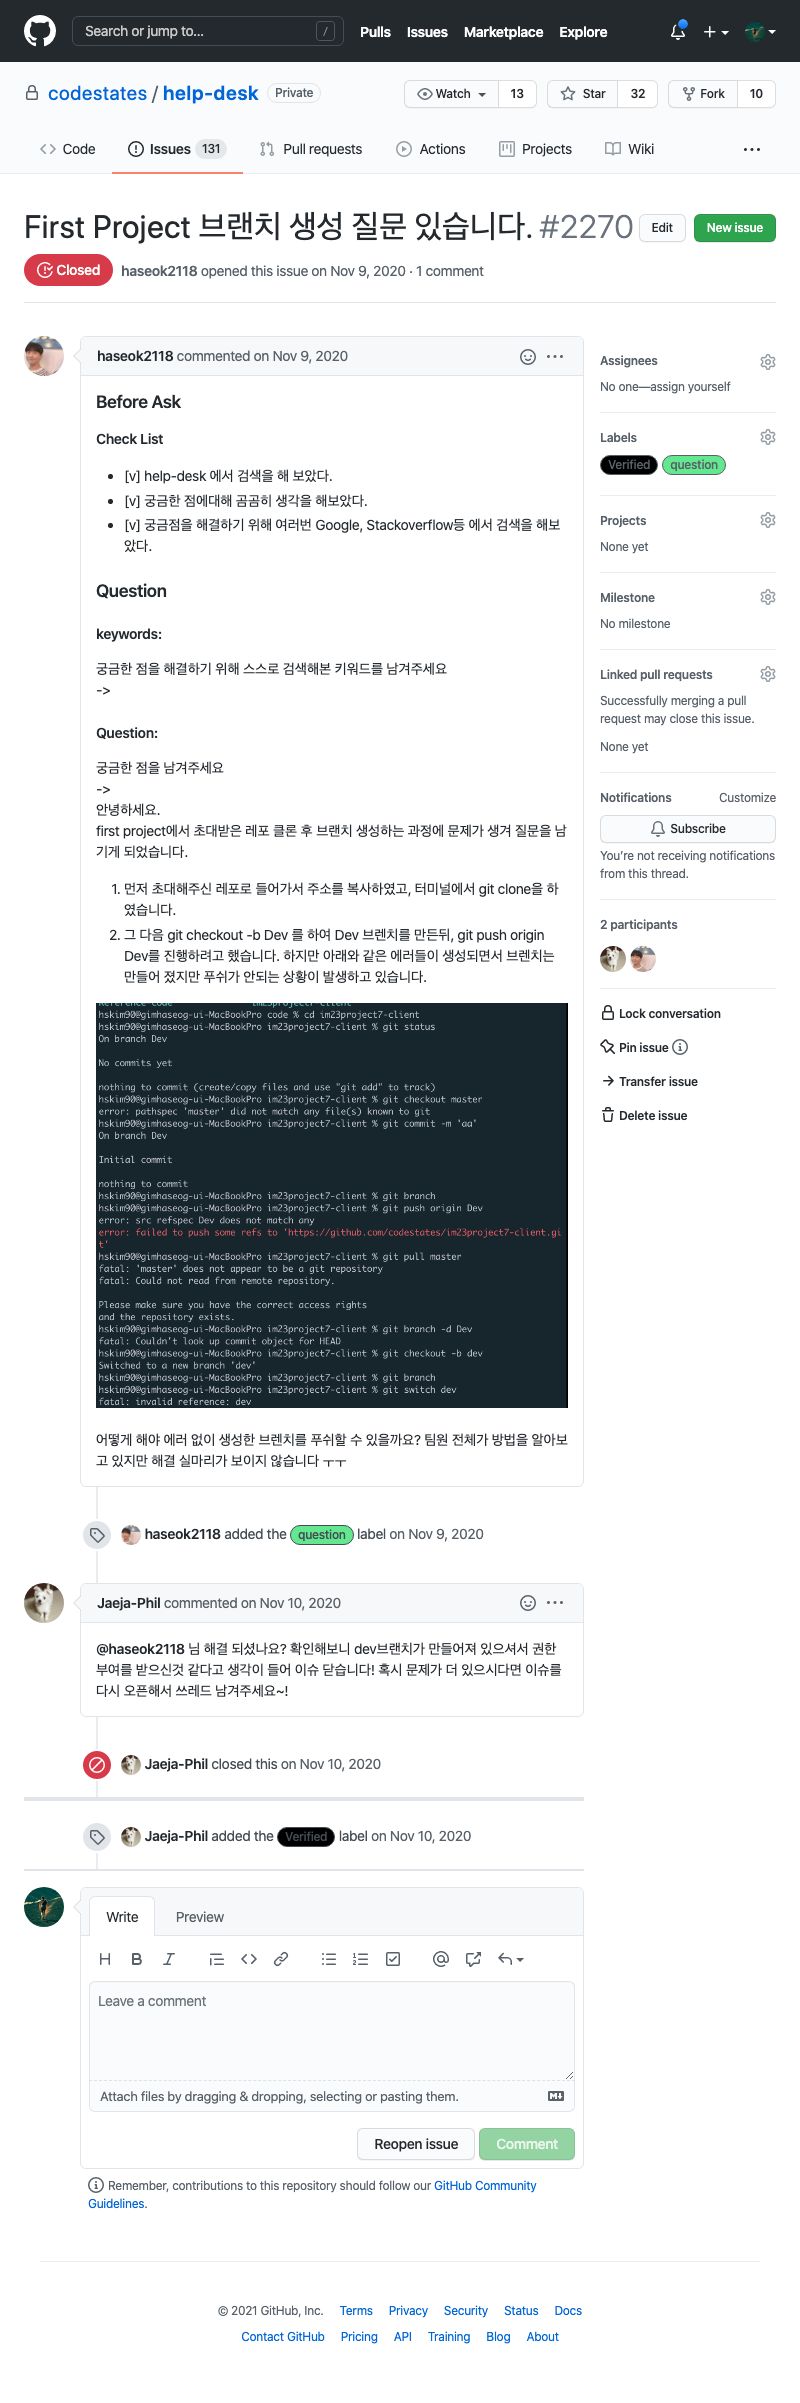 Search or jump to... /
Pulls Issues Marketplace Explore
codestates / help-desk Private
Watch 13 Star 32 Fork 10
Code Issues 131 Pull requests Actions Projects Wiki ...
First Project 브랜치 생성 질문 있습니다. #2270 Edit New issue
Closed haseok2118 opened this issue on Nov 9, 2020 · 1 comment
haseok2118 commented on Nov 9, 2020
Before Ask
Check List
• [v] help-desk 에서 검색을 해 보았다.
• [v] 궁금한 점에대해 곰곰히 생각을 해보았다.
• [v] 궁금점을 해결하기 위해 여러번 Google, Stackoverflow등 에서 검색을 해보
았다.
Question
keywords:
궁금한 점을 해결하기 위해 스스로 검색해본 키워드를 남겨주세요
->
Question:
궁금한 점을 남겨주세요
->
안녕하세요.
first project에서 초대받은 레포 클론 후 브랜치 생성하는 과정에 문제가 생겨 질문을 남
기게 되었습니다.
1. 먼저 초대해주신 레포로 들어가서 주소를 복사하였고, 터미널에서 git clone을 하
였습니다.
2. 그 다음 git checkout -b Dev 를 하여 Dev 브렌치를 만든뒤, git push origin
Dev를 진행하려고 했습니다. 하지만 아래와 같은 에러들이 생성되면서 브렌치는
만들어 졌지만 푸쉬가 안되는 상황이 발생하고 있습니다.
Reference Code im23project7-client
hskim90@gimhaseog-ui-MacBookPro code % cd im23project7-client
hskim90@gimhaseog-ui-MacBookPro im23project7-client % git status
On branch Dev
No commits yet
nothing to commit (create/copy files and use "git add" to track)
hskim90@gimhaseog-ui-MacBookPro im23project7-client % git checkout master
error: pathspec 'master' did not match any file(s) known to git
hskim90@gimhaseog-ui-MacBookPro im23project7-client % git commit -m 'aa'
On branch Dev
Initial commit
nothing to commit
hskim90@gimhaseog-ui-MacBookPro im23project7-client % git branch
hskim90@gimhaseog-ui-MacBookPro im23project7-client % git push origin Dev
error: src refspec Dev does not match any
error: failed to push some refs to 'https://github.com/codestates/im23project7-client.gi
t'
hskim90@gimhaseog-ui-MacBookPro im23project7-client % git pull master
fatal: 'master' does not appear to be a git repository
fatal: Could not read from remote repository.
Please make sure you have the correct access rights
and the repository exists.
hskim90@gimhaseog-ui-MacBookPro im23project7-client % git branch -d Dev
fatal: Couldn't look up commit object for HEAD
hskim90@gimhaseog-ui-MacBookPro im23project7-client % git checkout -b dev
Switched to a new branch 'dev'
hskim90@gimhaseog-ui-MacBookPro im23project7-client % git branch
hskim90@gimhaseog-ui-MacBookPro im23project7-client % git switch dev
fatal: invalid reference: dev
어떻게 해야 에러 없이 생성한 브렌치를 푸쉬할 수 있을까요? 팀원 전체가 방법을 알아보
고 있지만 해결 실마리가 보이지 않습니다 ㅜㅜ
haseok2118 added the question label on Nov 9, 2020
Jaeja-Phil commented on Nov 10, 2020
@haseok2118 님 해결 되셨나요? 확인해보니 dev브랜치가 만들어져 있으셔서 권한
부여를 받으신것 같다고 생각이 들어 이슈 닫습니다! 혹시 문제가 더 있으시다면 이슈를
다시 오픈해서 쓰레드 남겨주세요~!
Jaeja-Phil closed this on Nov 10, 2020
Jaeja-Phil added the Verified label on Nov 10, 2020
Write Preview
Leave a comment
Attach files by dragging & dropping, selecting or pasting them.
Reopen issue Comment
Remember, contributions to this repository should follow our GitHub Community
Guidelines.
Assignees
No one—assign yourself
Labels
Verified question
Projects
None yet
Milestone
No milestone
Linked pull requests
Successfully merging a pull
request may close this issue.
None yet
Notifications Customize
Subscribe
You're not receiving notifications
from this thread.
2 participants
Lock conversation
Pin issue
Transfer issue
Delete issue
© 2021 GitHub, Inc. Terms Privacy Security Status Docs
Contact GitHub Pricing API Training Blog About